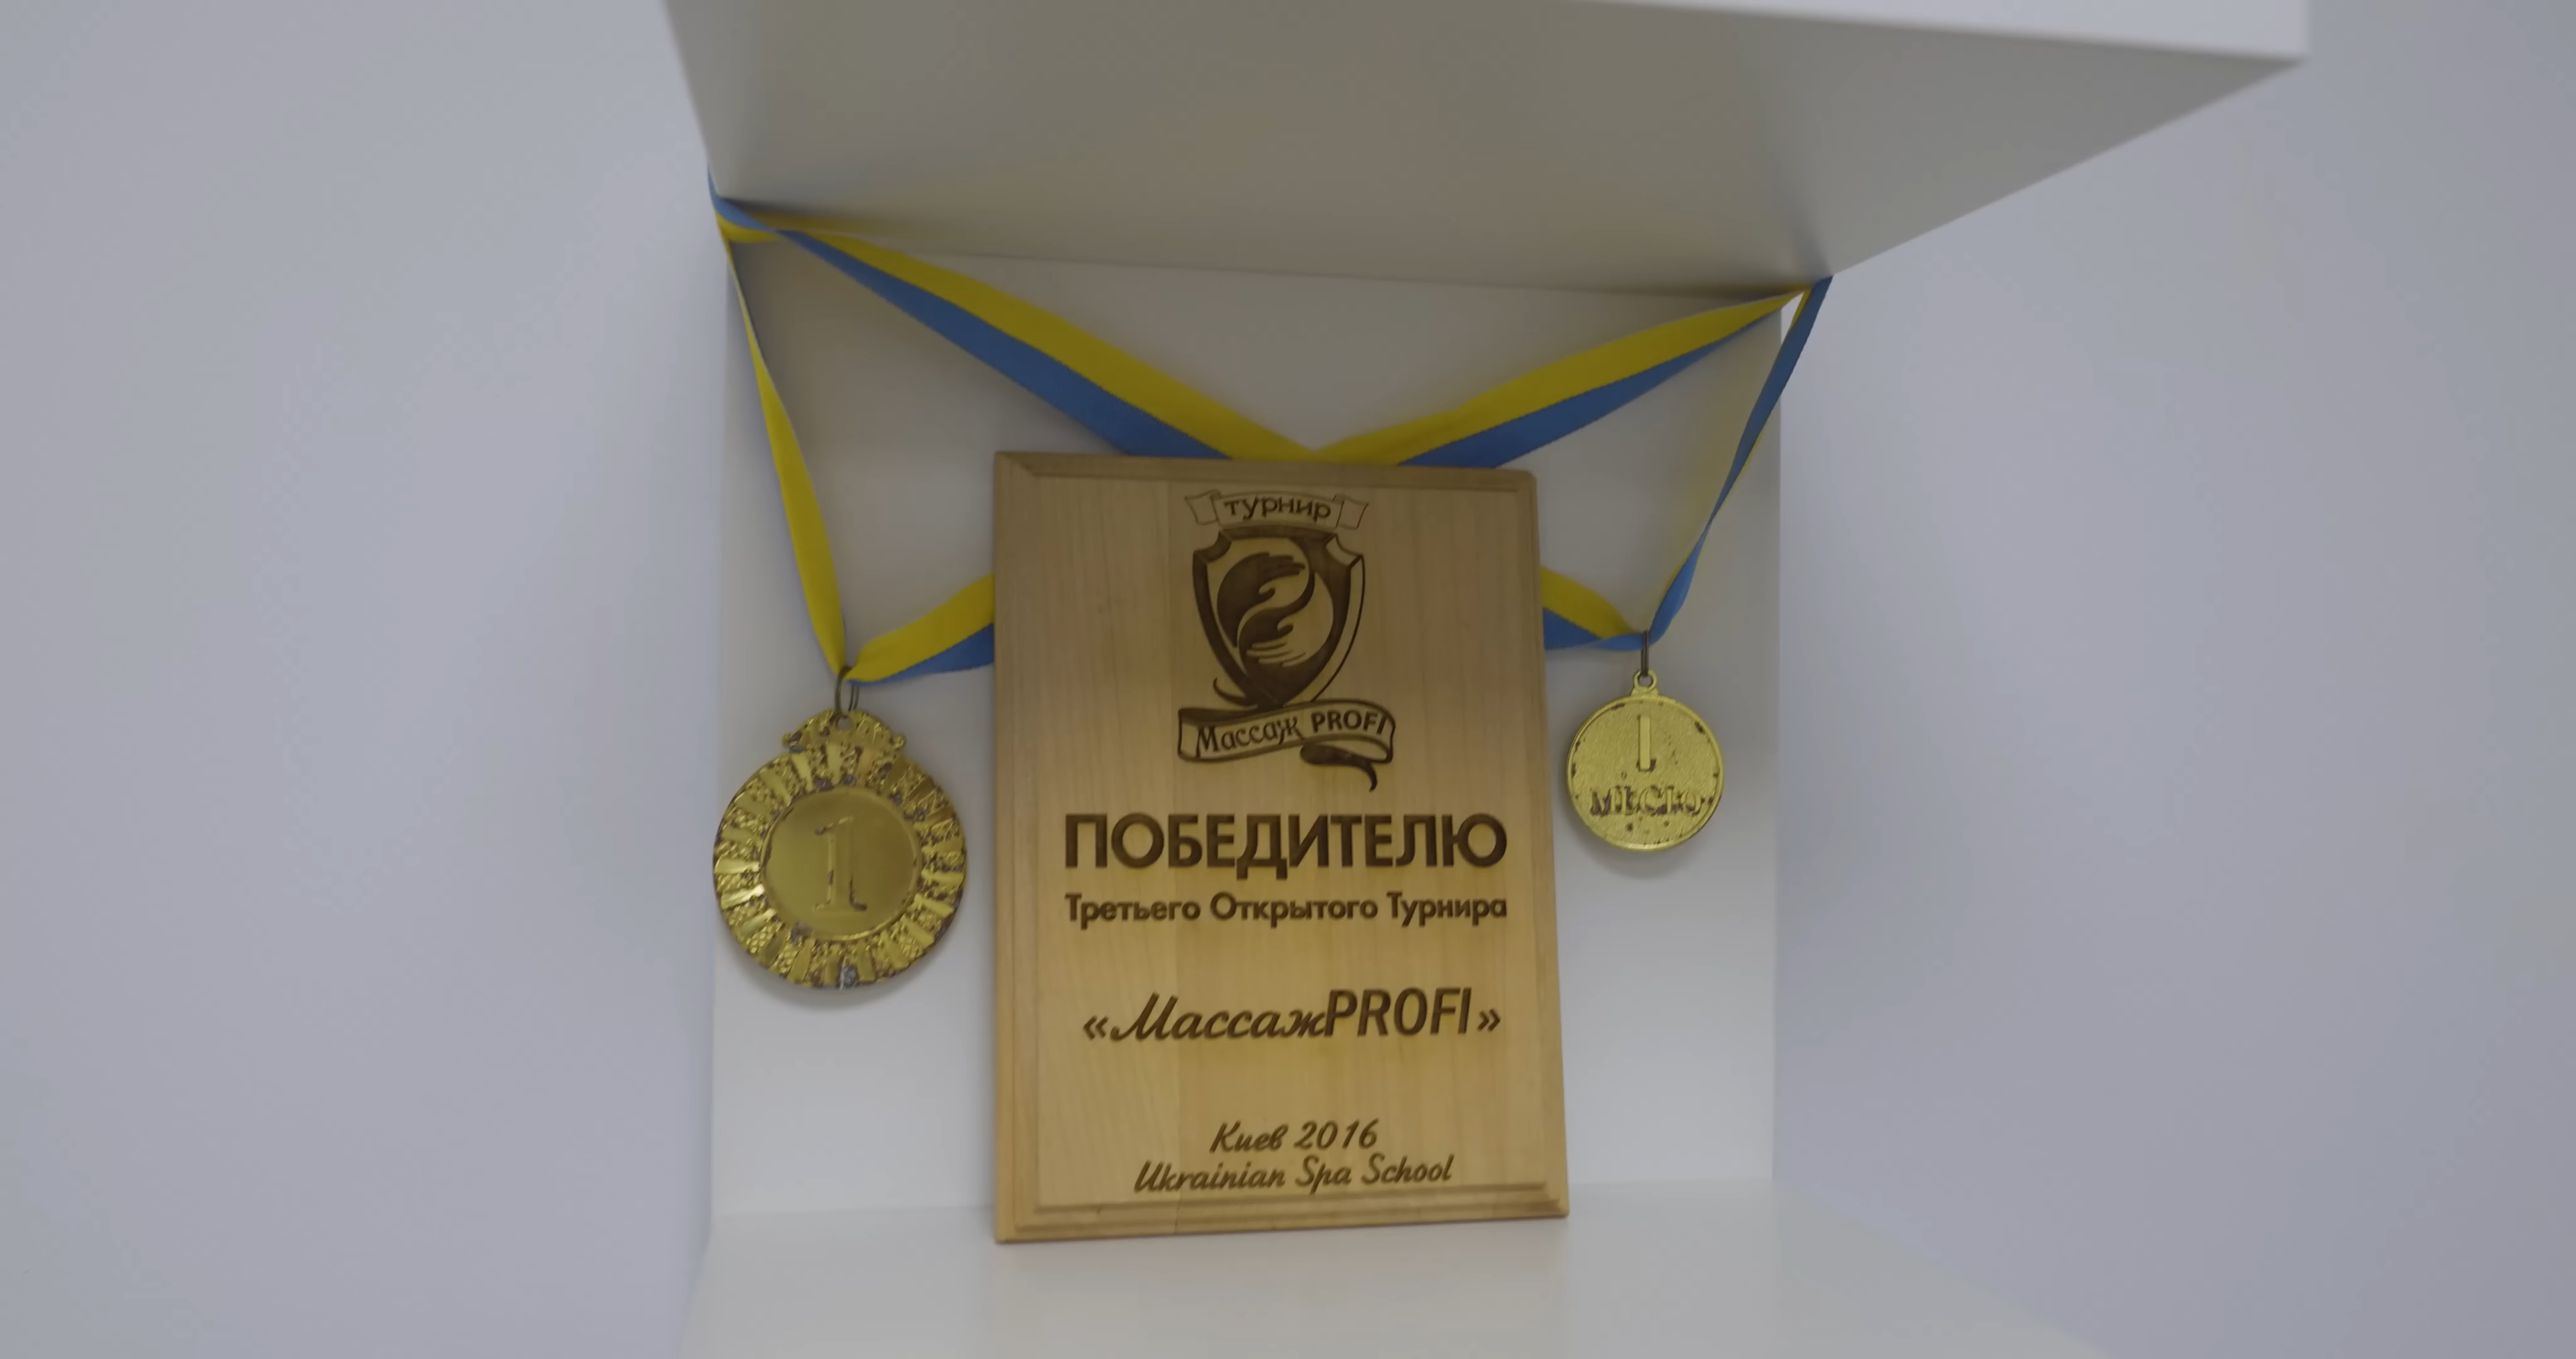 турнир
Массаж PROFI
ПОБЕДИТЕЛЮ
Третьего Открытого Турнира
«МассажPROFI»
Киев 2016
Ukrainian Spa School
1
1
МЕСТО